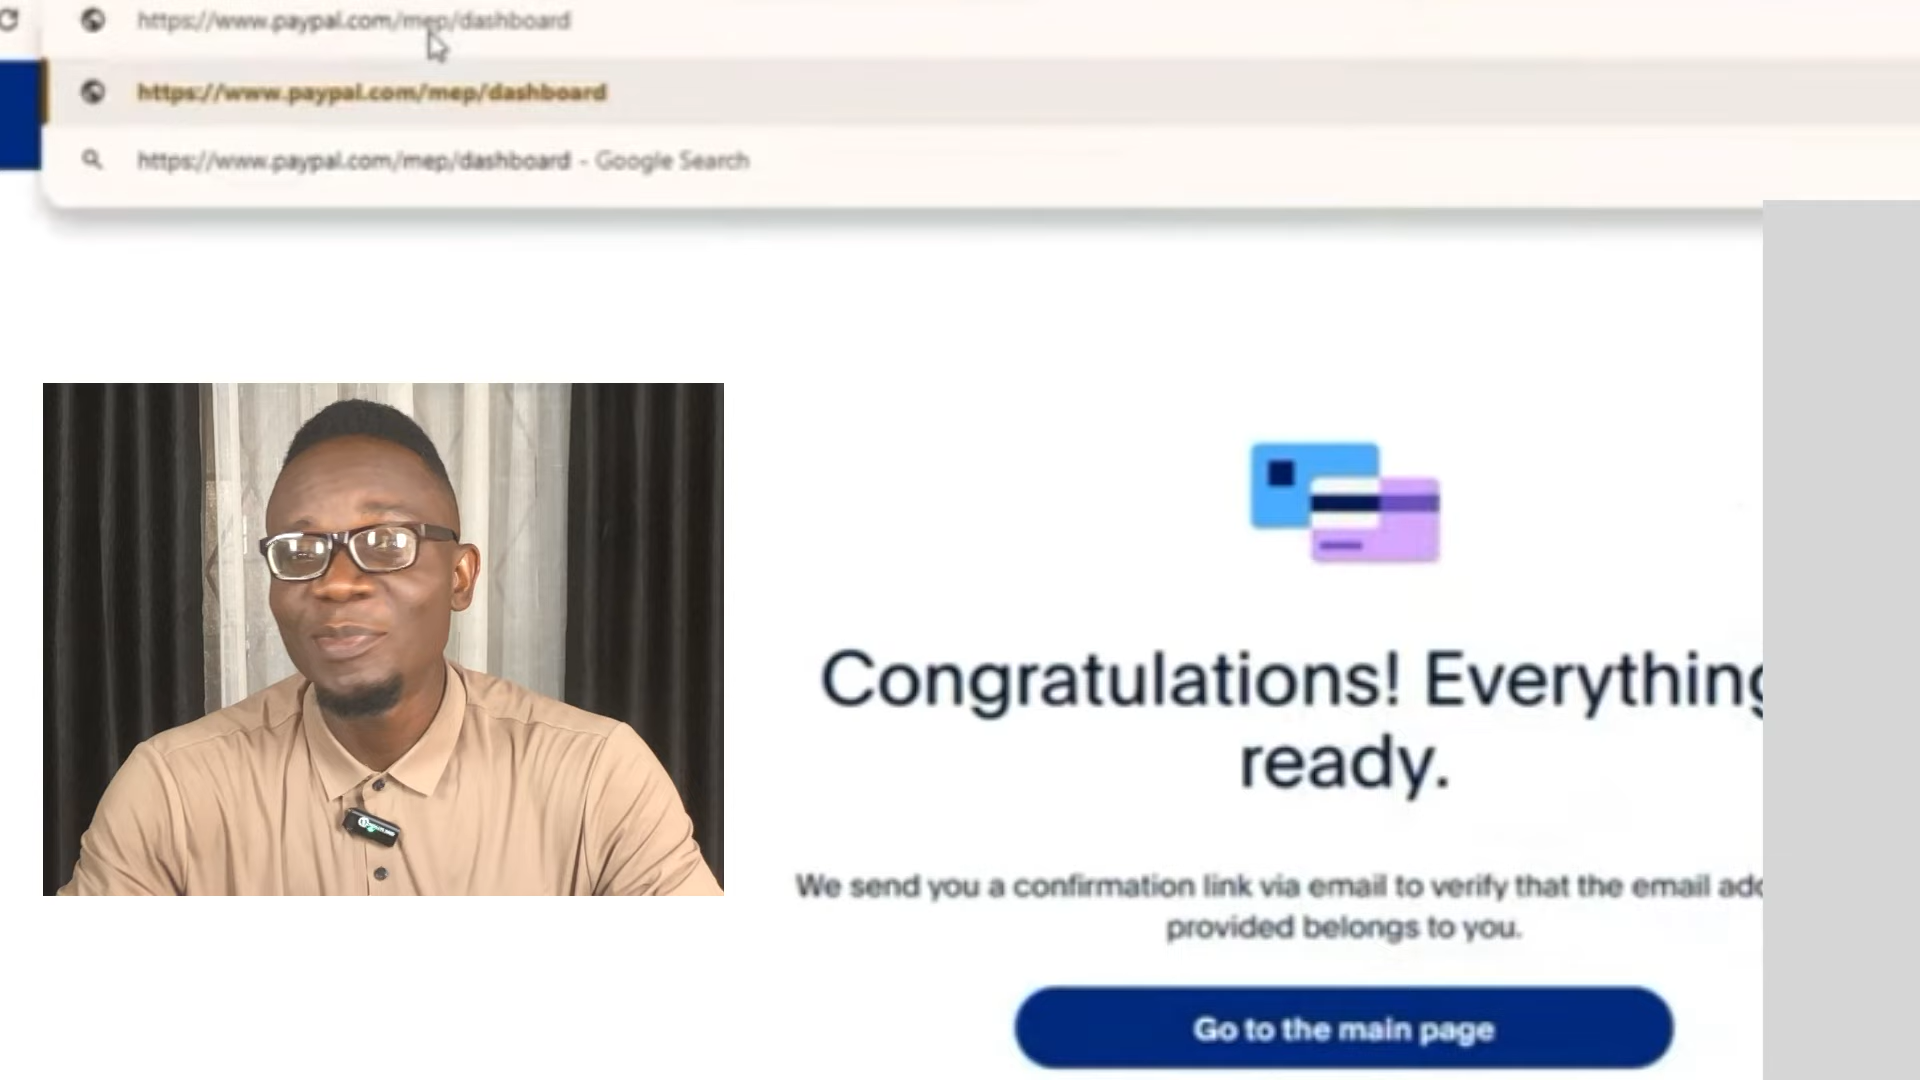 https://www.paypal.com/mep/dashboard
https://www.paypal.com/mep/dashboard
https://www.paypal.com/mep/dashboard - Google Search
Congratulations! Everything
ready.
We send you a confirmation link via email to verify that the email add
provided belongs to you.
Go to the main page